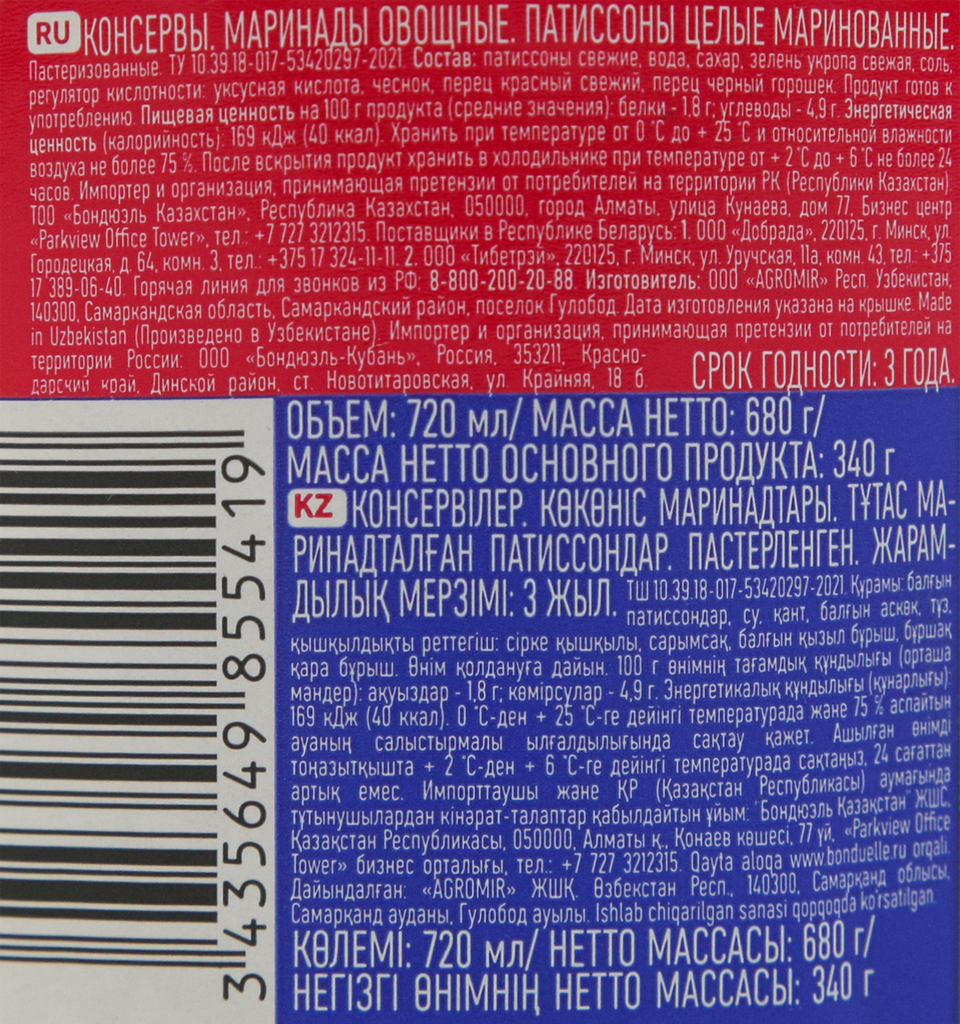 RU КОНСЕРВЫ. МАРИНАДЫ ОВОЩНЫЕ. ПАТИССОНЫ ЦЕЛЫЕ МАРИНОВАННЫЕ.
Пастеризованные. ТУ 10.39.18-017-53420297-2021. Состав: патиссоны свежие, вода, сахар, зелень укропа свежая, соль,
регулятор кислотности: уксусная кислота, чеснок, перец красный свежий, перец черный горошек. Продукт готов к
употреблению. Пищевая ценность на 100 г продукта (средние значения): белки - 1,8 г; углеводы - 4,9 г. Энергетическая
ценность (калорийность): 169 кДж (40 ккал). Хранить при температуре от 0 °С до + 25 °С и относительной влажности
воздуха не более 75 %. После вскрытия продукт хранить в холодильнике при температуре от + 2 °С до + 6 °С не более 24
часов. Импортер и организация, принимающая претензии от потребителей на территории РК (Республики Казахстан):
ТОО «Бондюэль Казахстан», Республика Казахстан, 050000, город Алматы, улица Кунаева, дом 77, Бизнес центр
«Parkview Office Tower», тел.: +7 727 3212315. Поставщики в Республике Беларусь: 1. ООО «Добрада», 220125, г. Минск, ул.
Городецкая, д. 64, комн. 3, тел.: +375 17 324-11-11. 2. ООО «Тибетрэй», 220125, г. Минск, ул. Уручская, 11а, комн. 43, тел.: +375
17 389-06-40. Горячая линия для звонков из РФ: 8-800-200-20-88. Изготовитель: ООО «AGROMIR» Респ. Узбекистан,
140300, Самаркандская область, Самаркандский район, поселок Гулобод. Дата изготовления указана на крышке. Made
in Uzbekistan (Произведено в Узбекистане). Импортер и организация, принимающая претензии от потребителей на
территории России: ООО «Бондюэль-Кубань», Россия, 353211, Красно-
дарский край, Динской район, ст. Новотитаровская, ул. Крайняя, 18 б.
СРОК ГОДНОСТИ: 3 ГОДА.
ОБЪЕМ: 720 мл/ МАССА НЕТТО: 680 г/
МАССА НЕТТО ОСНОВНОГО ПРОДУКТА: 340 г
KZ КОНСЕРВІЛЕР. КӨКӨНІС МАРИНАДТАРЫ. ТҰТАС МА-
РИНАДТАЛҒАН ПАТИССОНДАР. ПАСТЕРЛЕНГЕН. ЖАРАМ-
ДЫЛЫҚ МЕРЗІМІ: 3 ЖЫЛ. ТШ 10.39.18-017-53420297-2021. Құрамы: балғын
патиссондар, су, қант, балғын аскөк, тұз,
қышқылдықты реттегіш: сірке қышқылы, сарымсақ, балғын қызыл бұрыш, бұршақ
қара бұрыш. Өнім қолдануға дайын. 100 г өнімнің тағамдық құндылығы (орташа
мәндер): ақуыздар - 1,8 г; көмірсулар - 4,9 г. Энергетикалық құндылығы (құнарлығы):
169 кДж (40 ккал). 0 °С-ден + 25 °С-ге дейінгі температурада және 75 % аспайтын
ауаның салыстырмалы ылғалдылығында сақтау қажет. Ашылған өнімді
тоңазытқышта + 2 °С-ден + 6 °С-ге дейінгі температурада сақтаңыз, 24 сағаттан
артық емес. Импорттаушы және ҚР (Қазақстан Республикасы) аумағында
тұтынушылардан кінәрат-талаптар қабылдайтын ұйым: "Бондюэль Қазақстан" ЖШС,
Қазақстан Республикасы, 050000, Алматы қ., Қонаев көшесі, 77 үй, «Parkview Office
Tower» бизнес орталығы, тел.: +7 727 3212315. Qayta aloqa www.bonduelle.ru orqali.
Дайындалған: «AGROMIR» ЖШҚ, Өзбекстан Респ., 140300, Самарқанд облысы,
Самарқанд ауданы, Гулобод ауылы. Ishlab chiqarilgan sanasi qopqoqda ko'rsatilgan.
КӨЛЕМІ: 720 мл/ НЕТТО МАССАСЫ: 680 г/
НЕГІЗГІ ӨНІМНІҢ НЕТТО МАССАСЫ: 340 г
3 435649 855419